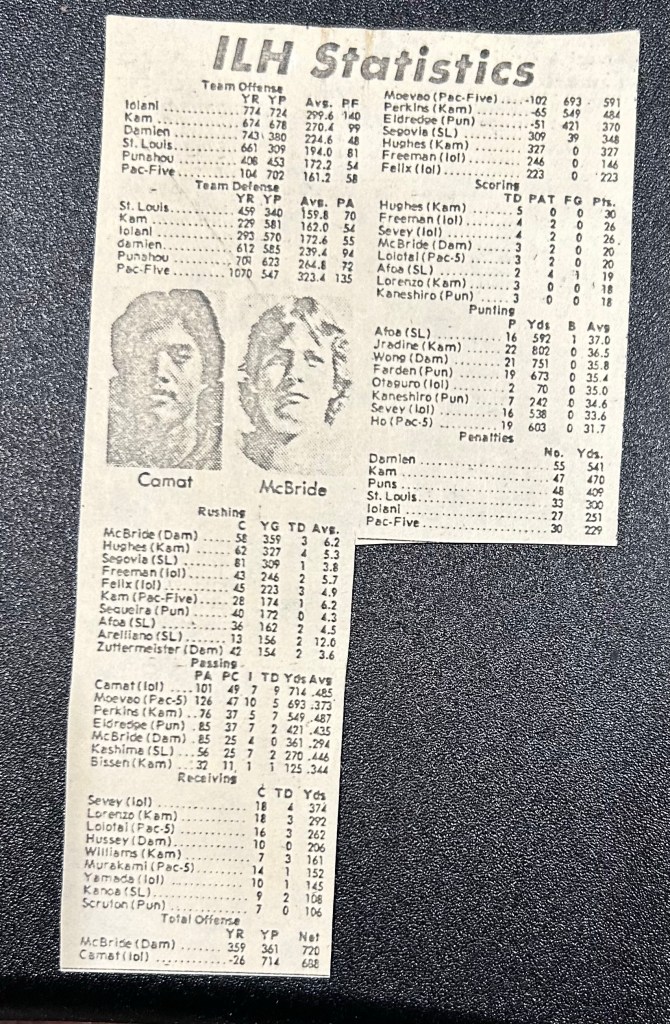 ILH Statistics
Team Offense
YR YP Avg. PF
Iolani ........... 774 724 299.6 140
Kam ............ 674 678 270.4 99
Damien ......... 743 380 224.6 48
St. Louis ........ 661 309 194.0 81
Punahou ........ 408 453 172.2 54
Pac-Five ........ 104 702 161.2 58
Team Defense
YR YP Avg. PA
St. Louis ........ 459 340 159.8 70
Kam ............ 229 581 162.0 54
Iolani ........... 293 570 172.6 55
damien .......... 612 585 239.4 94
Punahou ........ 701 623 264.8 72
Pac-Five ........ 1070 547 323.4 135
Camat
McBride
Rushing
C YG TD Avg.
McBride (Dam) .... 58 359 3 6.2
Hughes (Kam) ..... 62 327 4 5.3
Segovia (SL) ...... 81 309 1 3.8
Freeman (Iol) ..... 43 246 2 5.7
Felix (Iol) ........ 45 223 3 4.9
Kam (Pac-Five) .... 28 174 1 6.2
Sequeira (Pun) .... 40 172 0 4.3
Afoa (SL) ........ 36 162 2 4.5
Arelliano (SL) ..... 13 156 2 12.0
Zuttermeister (Dam) 42 154 2 3.6
Passing
PA PC I TD Yds Avg
Camat (Iol) .... 101 49 7 9 714 .485
Moevao (Pac-5) 126 47 10 5 693 .373
Perkins (Kam) .. 76 37 5 7 549 .487
Eldredge (Pun) . 85 37 7 2 421 .435
McBride (Dam) . 85 25 4 0 361 .294
Kashima (SL) ... 56 25 7 2 270 .446
Bissen (Kam) ... 32 11 1 1 125 .344
Receiving
C TD Yds
Sevey (Iol) ........ 18 4 374
Lorenzo (Kam) ..... 18 3 292
Lolotai (Pac-5) ..... 16 3 262
Hussey (Dam) ..... 10 0 206
Williams (Kam) .... 7 3 161
Murakami (Pac-5) .. 14 1 152
Yamada (Iol) ...... 10 1 145
Kanoa (SL) ........ 9 2 108
Scruton (Pun) ..... 7 0 106
Total Offense
YR YP Net
McBride (Dam) .... 359 361 720
Camat (Iol) ....... -26 714 688
Moevao (Pac-Five) .... -102 693 591
Perkins (Kam) ........ -65 549 484
Eldredge (Pun) ....... -51 421 370
Segovia (SL) ......... 309 39 348
Hughes (Kam) ........ 327 0 327
Freeman (Iol) ........ 246 0 146
Felix (Iol) ........... 223 0 223
Scoring
TD PAT FG Pts.
Hughes (Kam) ....... 5 0 0 30
Freeman (Iol) ....... 4 2 0 26
Sevey (Iol) .......... 4 2 0 26
McBride (Dam) ...... 3 2 0 20
Lolotai (Pac-5) ....... 3 2 0 20
Afoa (SL) ........... 2 4 1 19
Lorenzo (Kam) ....... 3 0 0 18
Kaneshiro (Pun) ..... 3 0 0 18
Punting
P Yds B Avg
Afoa (SL) ........... 16 592 1 37.0
Jradine (Kam) ....... 22 802 0 36.5
Wong (Dam) ........ 21 751 0 35.8
Farden (Pun) ........ 19 673 0 35.4
Otaguro (Iol) ........ 2 70 0 35.0
Kaneshiro (Pun) ..... 7 242 0 34.6
Sevey (Iol) .......... 16 538 0 33.6
Ho (Pac-5) .......... 19 603 0 31.7
Penalties
No. Yds.
Damien ............. 55 541
Kam ................ 47 470
Puns ............... 48 409
St. Louis ............ 33 300
Iolani ............... 27 251
Pac-Five ............ 30 229